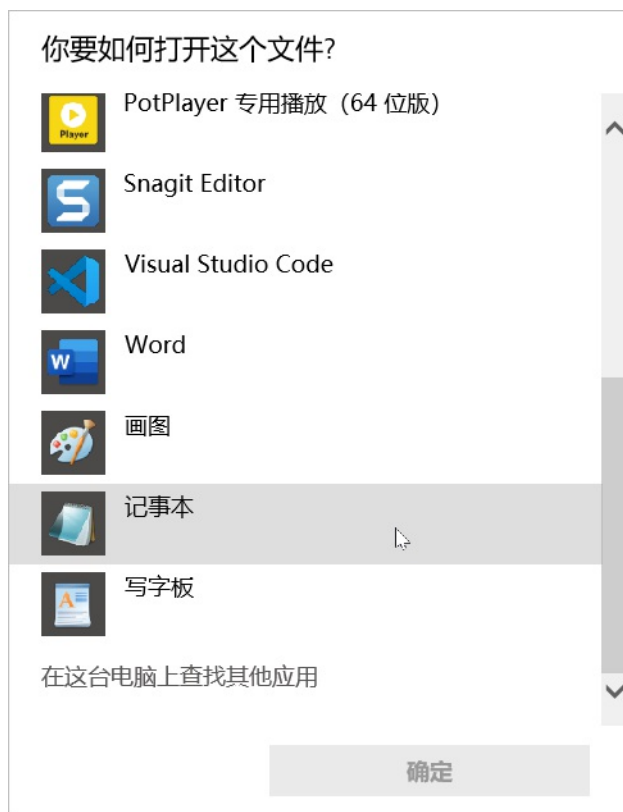 你要如何打开这个文件?
PotPlayer 专用播放（64 位版）
Player
Snagit Editor
Visual Studio Code
Word
W
画图
记事本
A
写字板
在这台电脑上查找其他应用
确定